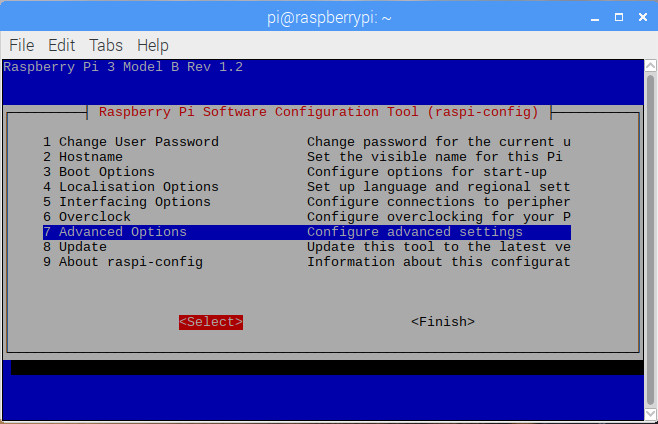 pi@raspberrypi: ~
File Edit Tabs Help
Raspberry Pi 3 Model B Rev 1.2
Raspberry Pi Software Configuration Tool (raspi-config)
1 Change User Password Change password for the current u
2 Hostname Set the visible name for this Pi
3 Boot Options Configure options for start-up
4 Localisation Options Set up language and regional sett
5 Interfacing Options Configure connections to peripher
6 Overclock Configure overclocking for your P
7 Advanced Options Configure advanced settings
8 Update Update this tool to the latest ve
9 About raspi-config Information about this configurat
<Select> <Finish>